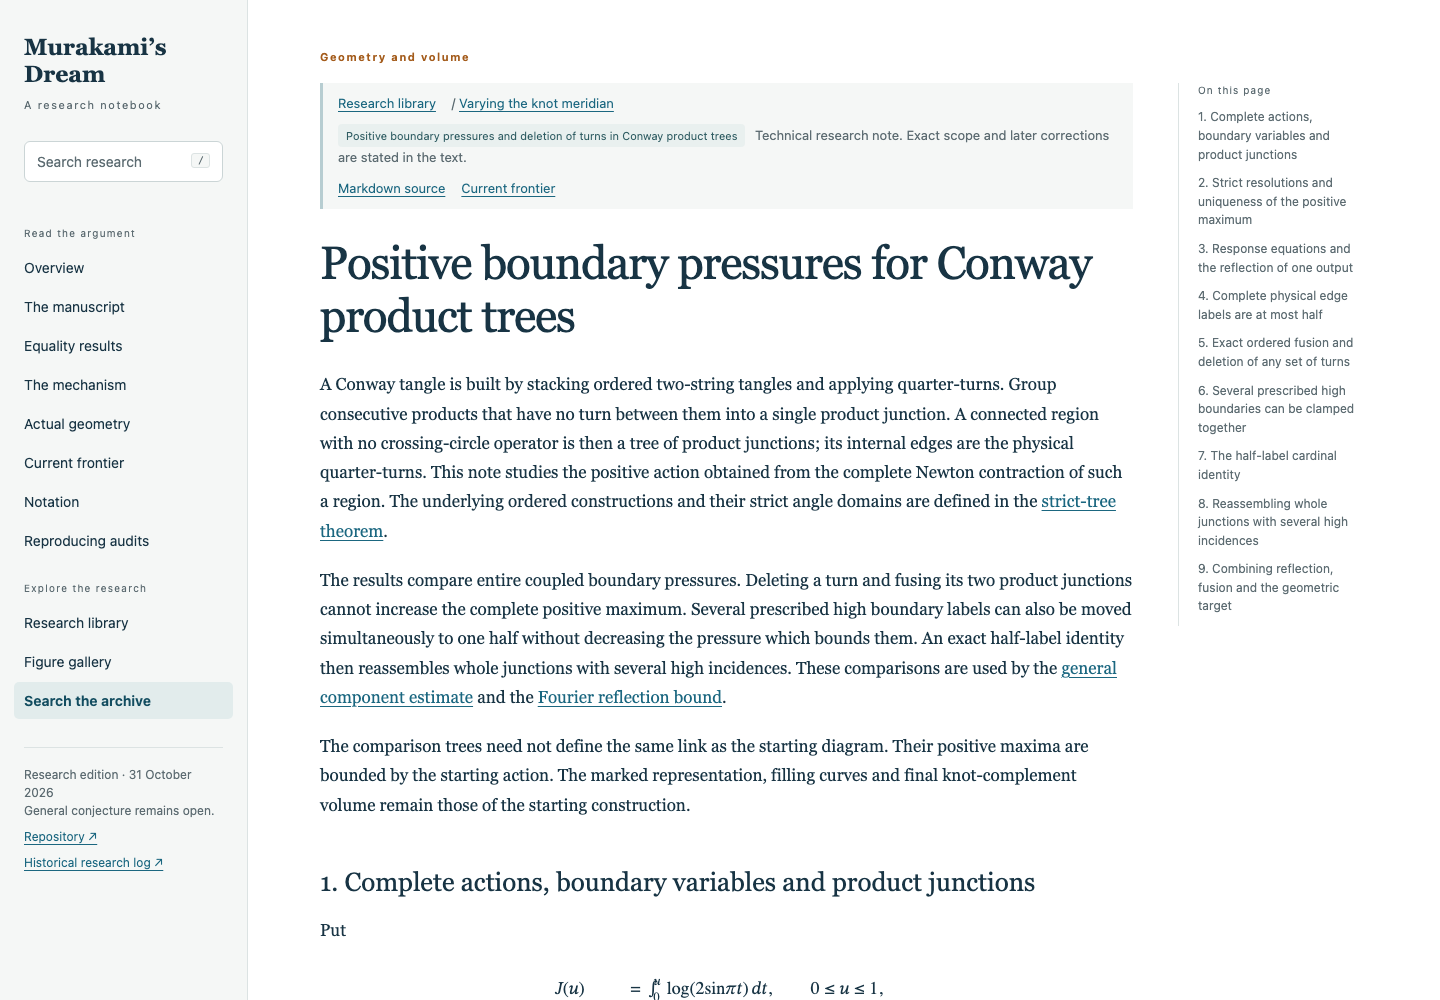 Murakami’s
Dream
A research notebook
Search research /
Read the argument
Overview
The manuscript
Equality results
The mechanism
Actual geometry
Current frontier
Notation
Reproducing audits
Explore the research
Research library
Figure gallery
Search the archive
Research edition · 31 October
2026
General conjecture remains open.
Repository ↗
Historical research log ↗
Geometry and volume
Research library / Varying the knot meridian
Positive boundary pressures and deletion of turns in Conway product trees Technical research note. Exact scope and later corrections
are stated in the text.
Markdown source Current frontier
Positive boundary pressures for Conway
product trees
A Conway tangle is built by stacking ordered two-string tangles and applying quarter-turns. Group
consecutive products that have no turn between them into a single product junction. A connected region
with no crossing-circle operator is then a tree of product junctions; its internal edges are the physical
quarter-turns. This note studies the positive action obtained from the complete Newton contraction of such
a region. The underlying ordered constructions and their strict angle domains are defined in the strict-tree
theorem.
The results compare entire coupled boundary pressures. Deleting a turn and fusing its two product junctions
cannot increase the complete positive maximum. Several prescribed high boundary labels can also be moved
simultaneously to one half without decreasing the pressure which bounds them. An exact half-label identity
then reassembles whole junctions with several high incidences. These comparisons are used by the general
component estimate and the Fourier reflection bound.
The comparison trees need not define the same link as the starting diagram. Their positive maxima are
bounded by the starting action. The marked representation, filling curves and final knot-complement
volume remain those of the starting construction.
1. Complete actions, boundary variables and product junctions
Put
J(u) = ∫₀ᵘ log(2sinπt) dt, 0 ≤ u ≤ 1,
On this page
1. Complete actions,
boundary variables and
product junctions
2. Strict resolutions and
uniqueness of the positive
maximum
3. Response equations and
the reflection of one output
4. Complete physical edge
labels are at most half
5. Exact ordered fusion and
deletion of any set of turns
6. Several prescribed high
boundaries can be clamped
together
7. The half-label cardinal
identity
8. Reassembling whole
junctions with several high
incidences
9. Combining reflection,
fusion and the geometric
target